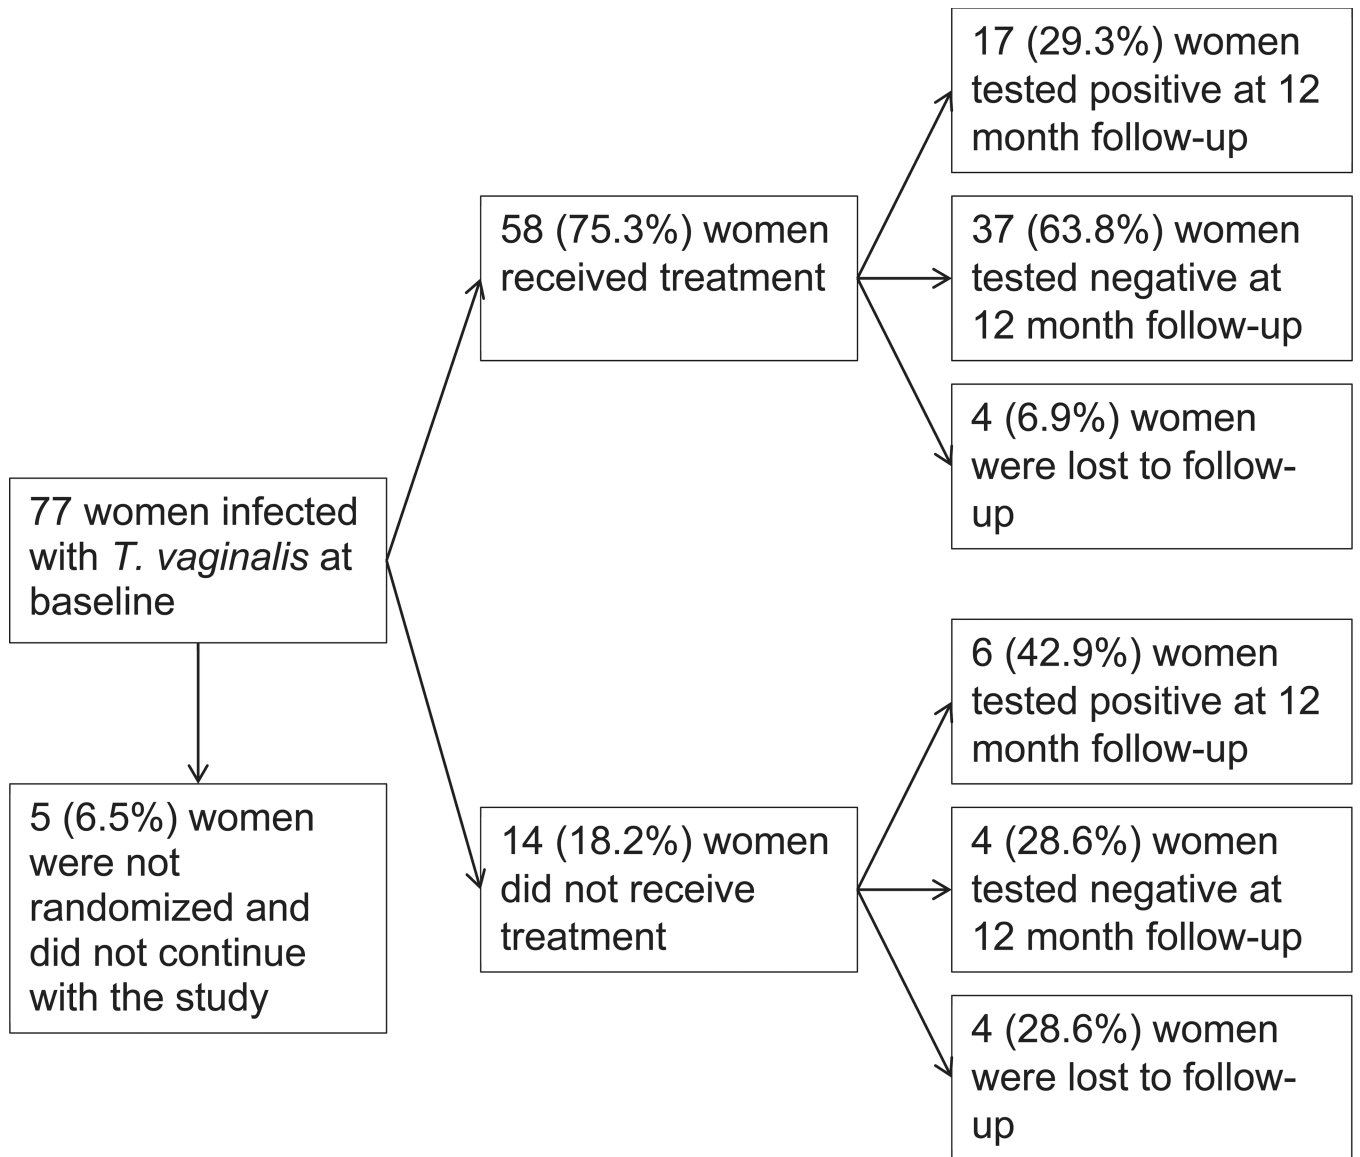 77 women infected
with T. vaginalis at
baseline
5 (6.5%) women
were not
randomized and
did not continue
with the study
58 (75.3%) women
received treatment
17 (29.3%) women
tested positive at 12
month follow-up
37 (63.8%) women
tested negative at
12 month follow-up
4 (6.9%) women
were lost to follow-
up
14 (18.2%) women
did not receive
treatment
6 (42.9%) women
tested positive at 12
month follow-up
4 (28.6%) women
tested negative at
12 month follow-up
4 (28.6%) women
were lost to follow-
up